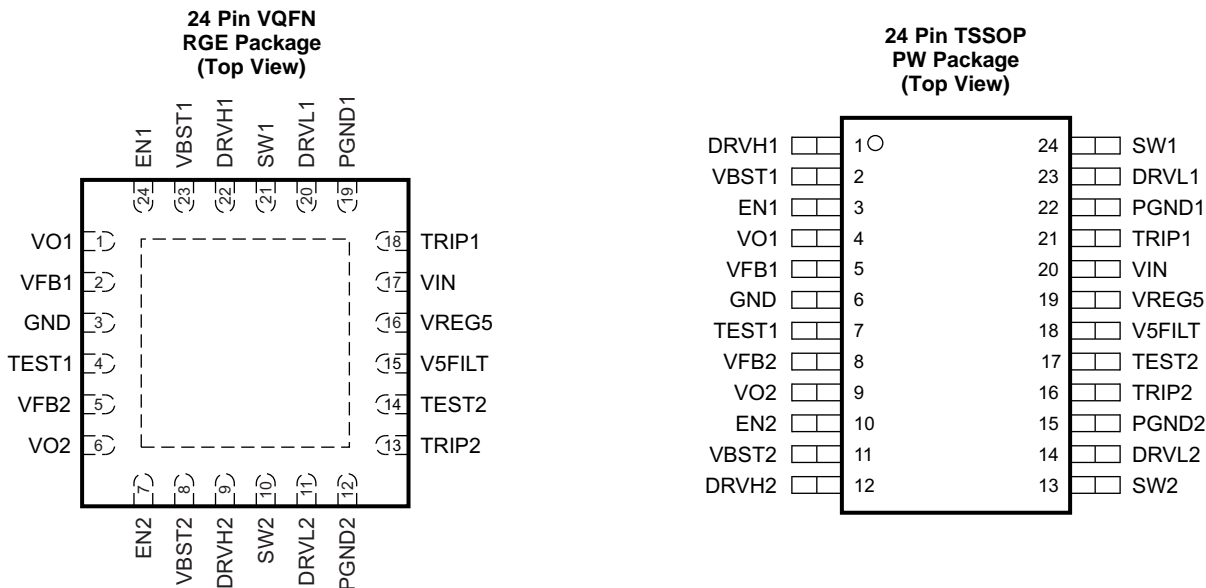 24 Pin VQFN
RGE Package
(Top View)
EN1
VBST1
DRVH1
SW1
DRVL1
PGND1
24
23
22
21
20
19
VO1 1
VFB1 2
GND 3
TEST1 4
VFB2 5
VO2 6
18 TRIP1
17 VIN
16 VREG5
15 V5FILT
14 TEST2
13 TRIP2
7
8
9
10
11
12
EN2
VBST2
DRVH2
SW2
DRVL2
PGND2
24 Pin TSSOP
PW Package
(Top View)
DRVH1 1 24 SW1
VBST1 2 23 DRVL1
EN1 3 22 PGND1
VO1 4 21 TRIP1
VFB1 5 20 VIN
GND 6 19 VREG5
TEST1 7 18 V5FILT
VFB2 8 17 TEST2
VO2 9 16 TRIP2
EN2 10 15 PGND2
VBST2 11 14 DRVL2
DRVH2 12 13 SW2